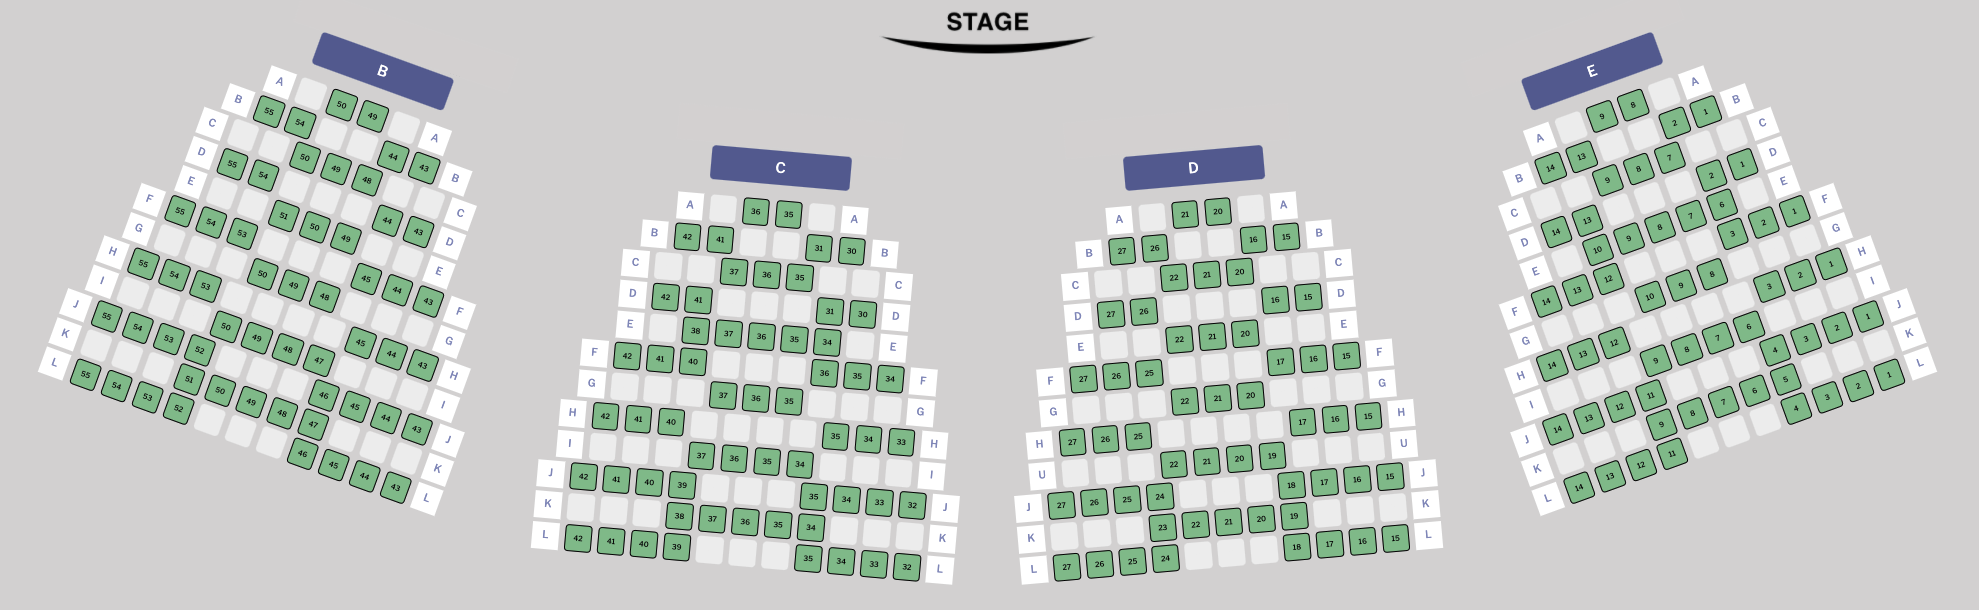 STAGE
B
A 50 49 A
B 55 54 44 43 B
C 50 49 48 C
D 55 54 44 43 D
E 51 50 49 E
F 55 54 53 45 44 43 F
G 50 49 48 G
H 55 54 53 45 44 43 H
I 50 49 48 47 I
J 55 54 53 52 46 45 44 43 J
K 51 50 49 48 47 K
L 55 54 53 52 46 45 44 43 L
C
A 36 35 A
B 42 41 31 30 B
C 37 36 35 C
D 42 41 31 30 D
E 38 37 36 35 34 E
F 42 41 40 36 35 34 F
G 37 36 35 G
H 42 41 40 35 34 33 H
I 37 36 35 34 I
J 42 41 40 39 35 34 33 32 J
K 38 37 36 35 34 K
L 42 41 40 39 35 34 33 32 L
D
A 21 20 A
B 27 26 16 15 B
C 22 21 20 C
D 27 26 16 15 D
E 22 21 20 E
F 27 26 25 17 16 15 F
G 22 21 20 G
H 27 26 25 17 16 15 H
U 22 21 20 19 U
J 27 26 25 24 18 17 16 15 J
K 23 22 21 20 19 K
L 27 26 25 24 18 17 16 15 L
E
A 9 8 A
B 14 13 2 1 B
C 9 8 7 C
D 14 13 2 1 D
E 10 9 8 7 6 E
F 14 13 12 3 2 1 F
G 10 9 8 G
H 14 13 12 3 2 1 H
I 9 8 7 6 I
J 14 13 12 11 4 3 2 1 J
K 9 8 7 6 5 K
L 14 13 12 11 4 3 2 1 L